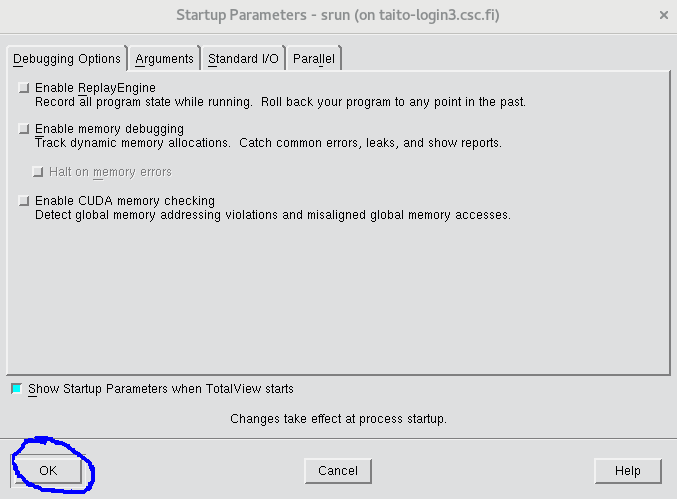 Startup Parameters - srun (on taito-login3.csc.fi)
Debugging Options Arguments Standard I/O Parallel
Enable ReplayEngine
Record all program state while running. Roll back your program to any point in the past.
Enable memory debugging
Track dynamic memory allocations. Catch common errors, leaks, and show reports.
Halt on memory errors
Enable CUDA memory checking
Detect global memory addressing violations and misaligned global memory accesses.
Show Startup Parameters when TotalView starts
Changes take effect at process startup.
OK Cancel Help